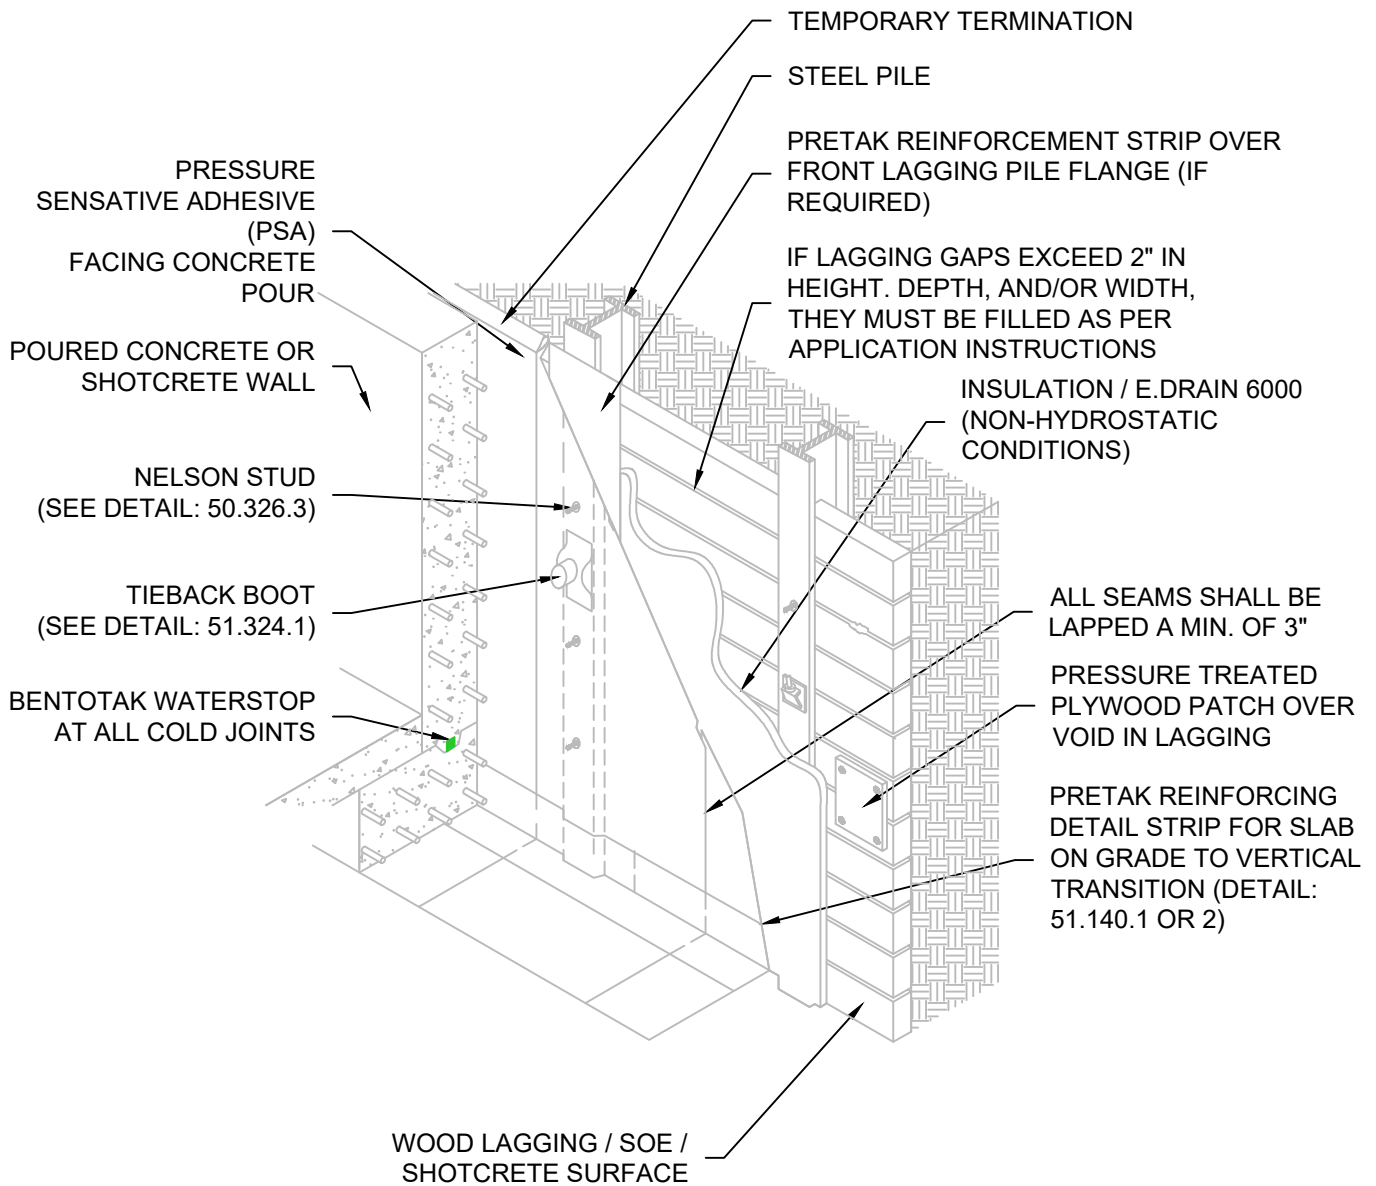 TEMPORARY TERMINATION
STEEL PILE
PRETAK REINFORCEMENT STRIP OVER
FRONT LAGGING PILE FLANGE (IF
REQUIRED)
IF LAGGING GAPS EXCEED 2" IN
HEIGHT. DEPTH, AND/OR WIDTH,
THEY MUST BE FILLED AS PER
APPLICATION INSTRUCTIONS
INSULATION / E.DRAIN 6000
(NON-HYDROSTATIC
CONDITIONS)
ALL SEAMS SHALL BE
LAPPED A MIN. OF 3"
PRESSURE TREATED
PLYWOOD PATCH OVER
VOID IN LAGGING
PRETAK REINFORCING
DETAIL STRIP FOR SLAB
ON GRADE TO VERTICAL
TRANSITION (DETAIL:
51.140.1 OR 2)
PRESSURE
SENSATIVE ADHESIVE
(PSA)
FACING CONCRETE
POUR
POURED CONCRETE OR
SHOTCRETE WALL
NELSON STUD
(SEE DETAIL: 50.326.3)
TIEBACK BOOT
(SEE DETAIL: 51.324.1)
BENTOTAK WATERSTOP
AT ALL COLD JOINTS
WOOD LAGGING / SOE /
SHOTCRETE SURFACE